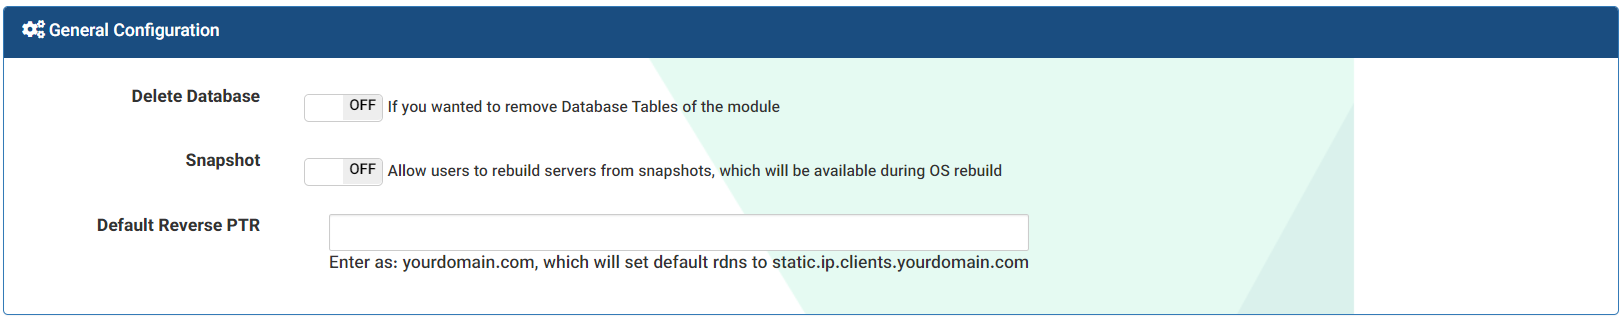 General Configuration
Delete Database
OFF If you wanted to remove Database Tables of the module
Snapshot
OFF Allow users to rebuild servers from snapshots, which will be available during OS rebuild
Default Reverse PTR
Enter as: yourdomain.com, which will set default rdns to static.ip.clients.yourdomain.com